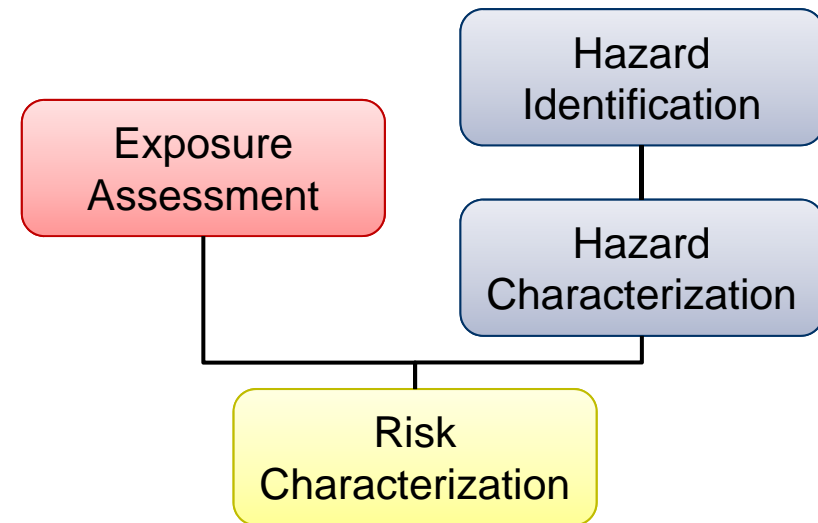 Hazard
Identification
Exposure
Assessment
Hazard
Characterization
Risk
Characterization